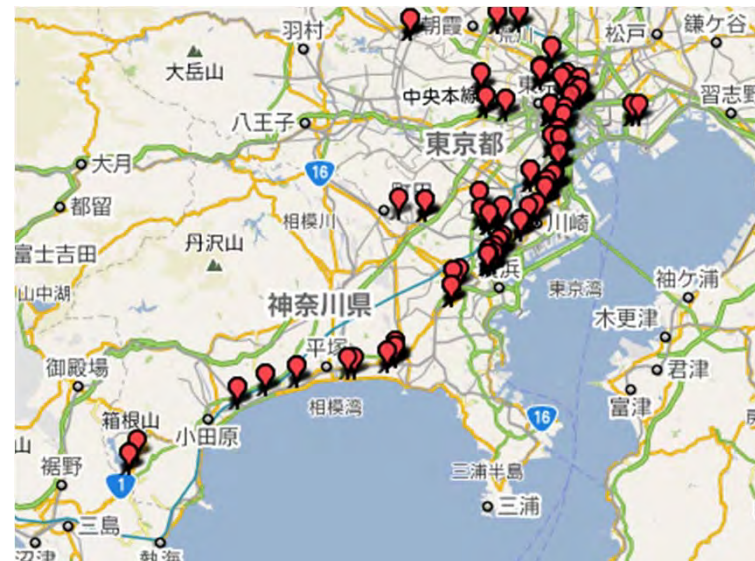 羽村
朝霞
荒川
松戸
鎌ケ谷
大岳山
中央本線
習志野
八王子
東京都
大月
16
都留
相模川
川崎
丹沢山
富士吉田
山中湖
袖ケ浦
東京湾
神奈川県
木更津
御殿場
平塚
君津
富津
相模湾
箱根山
小田原
16
裾野
1
三浦半島
三浦
三島
沼津
熱海